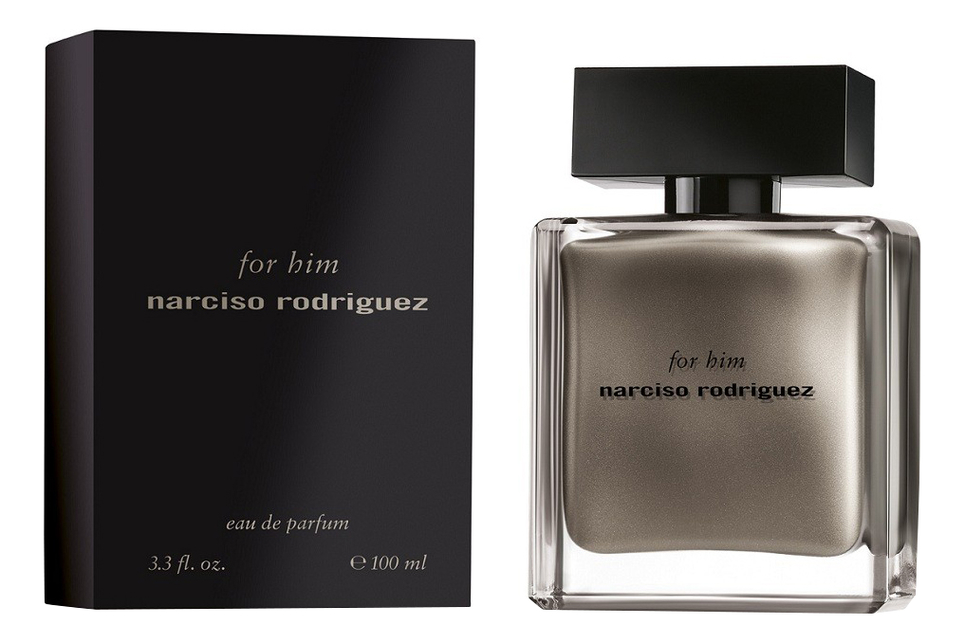 for him
narciso rodriguez
eau de parfum
3.3 fl. oz. ℮ 100 ml
for him
narciso rodriguez